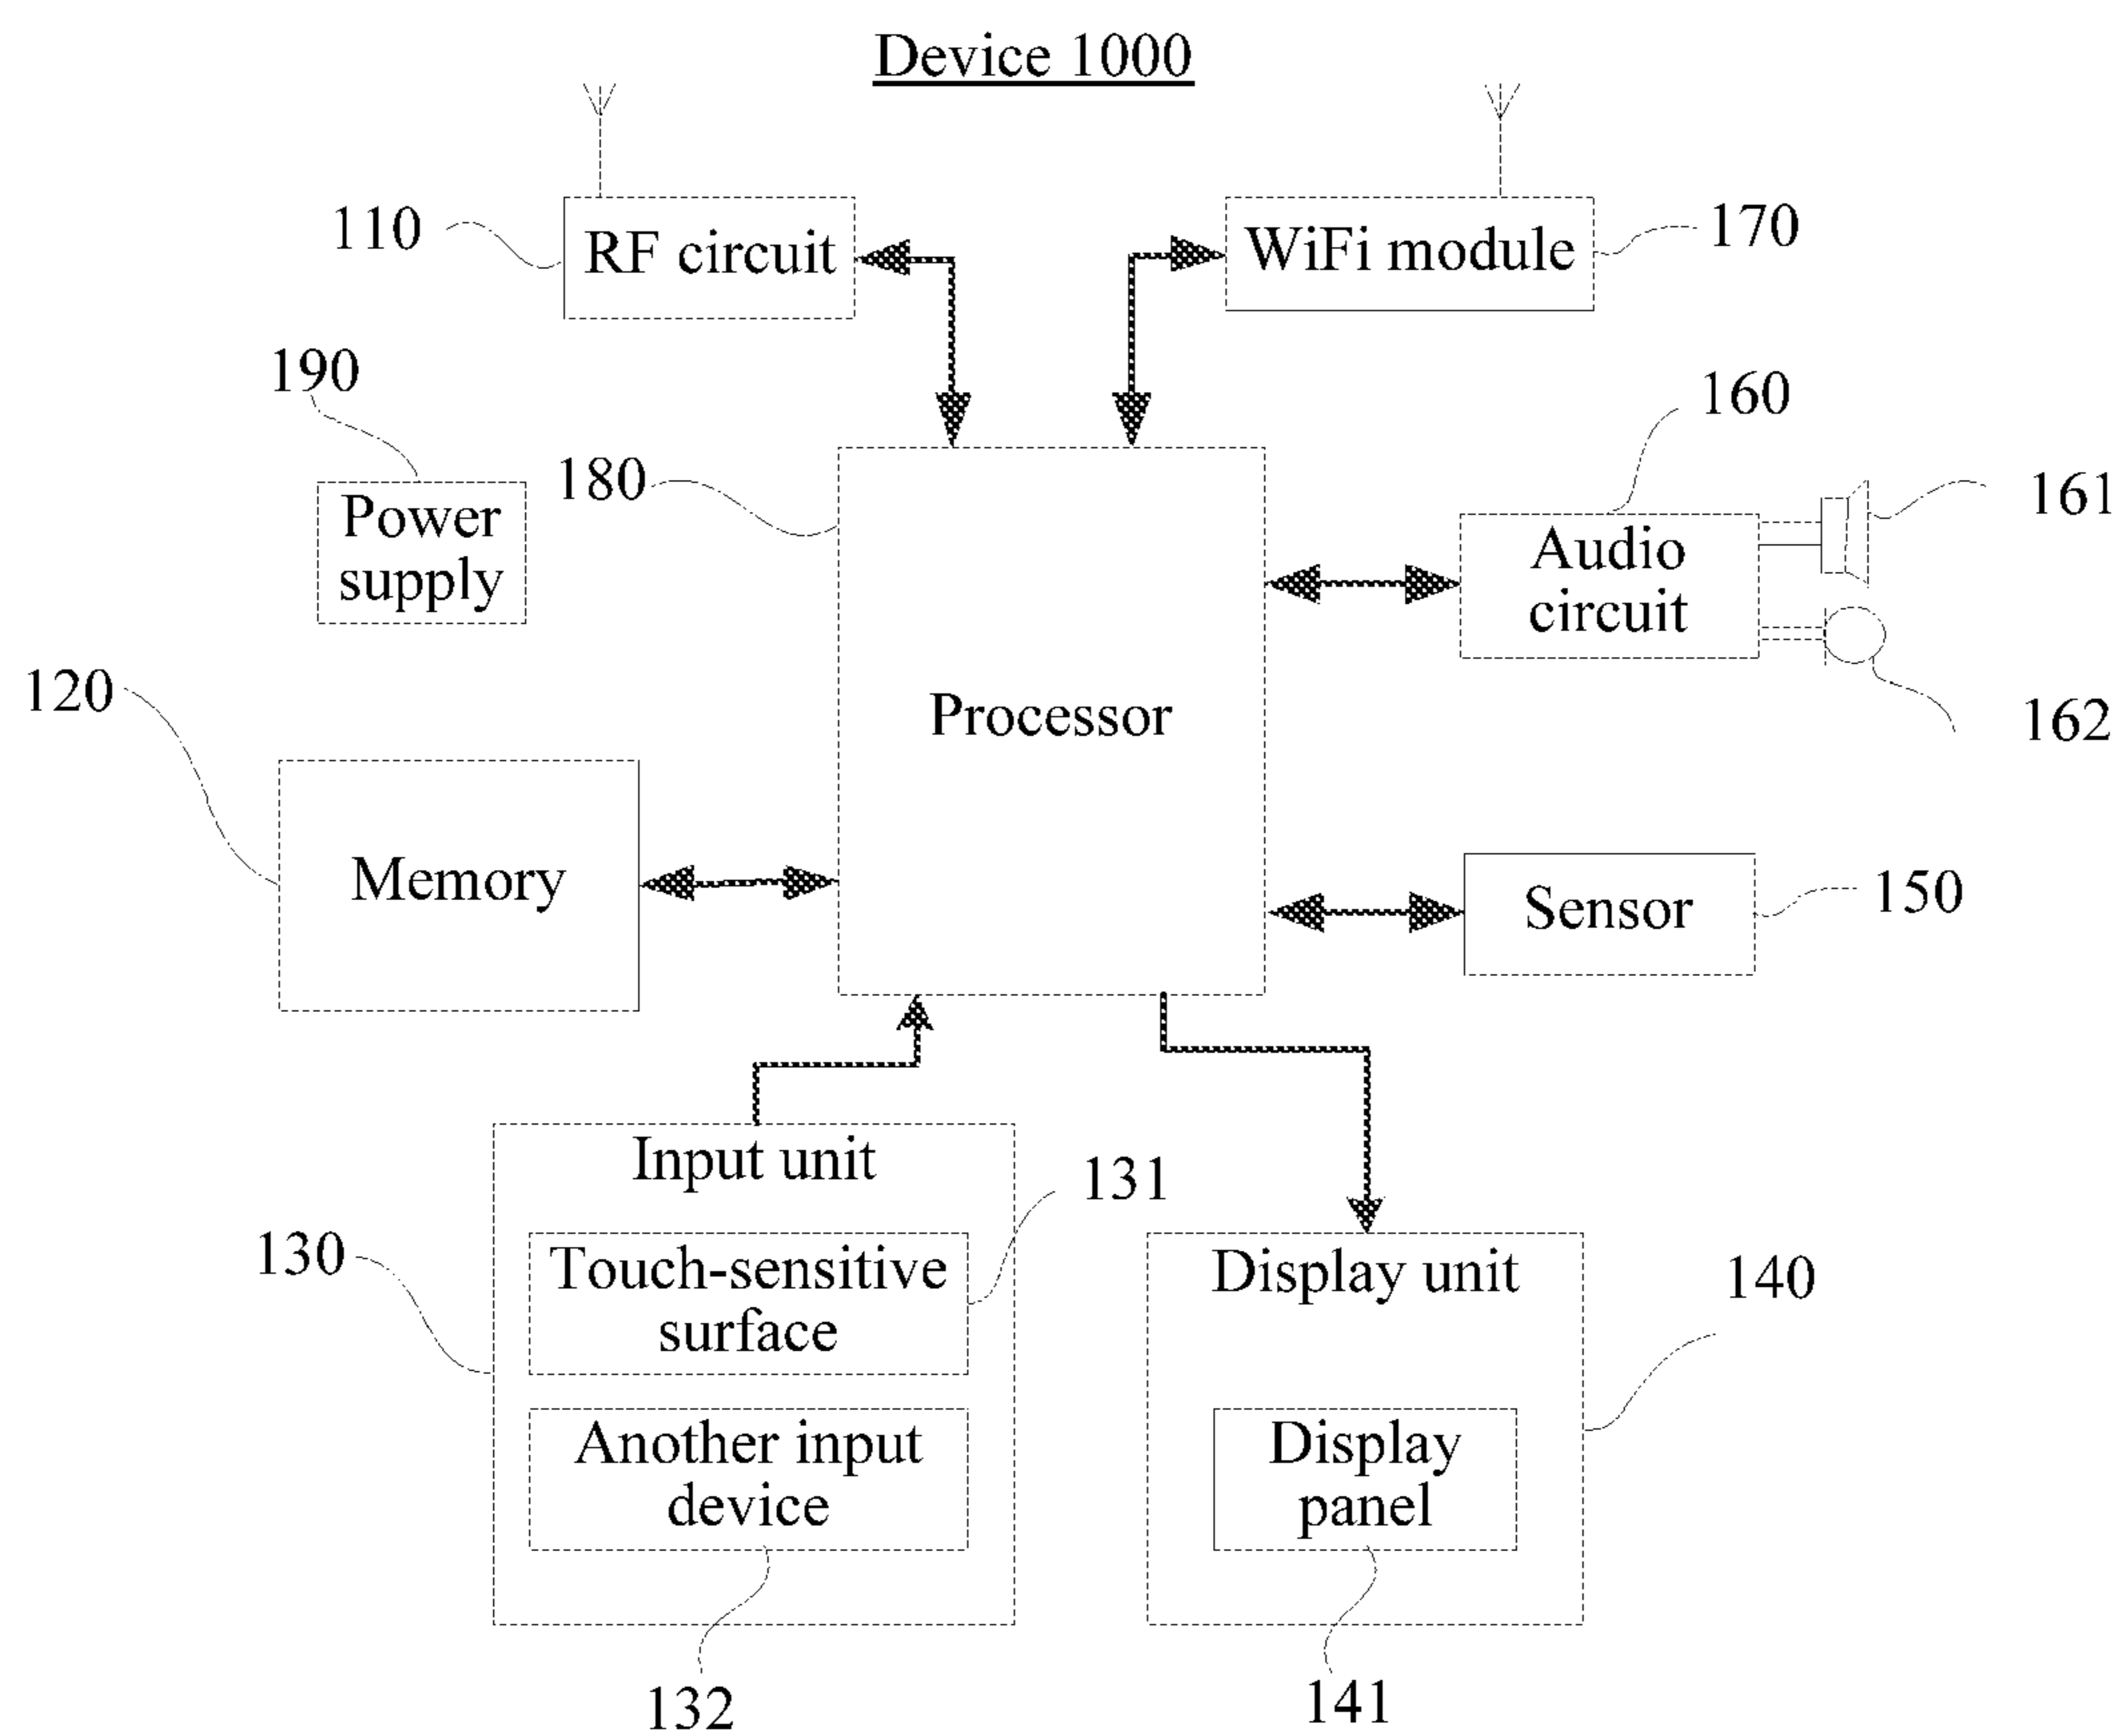 Device 1000
110
RF circuit
WiFi module
170
190
Power
supply
180
160
Audio
circuit
161
162
120
Memory
Processor
Sensor
150
Input unit
131
130
Touch-sensitive
surface
Another input
device
132
Display unit
140
Display
panel
141